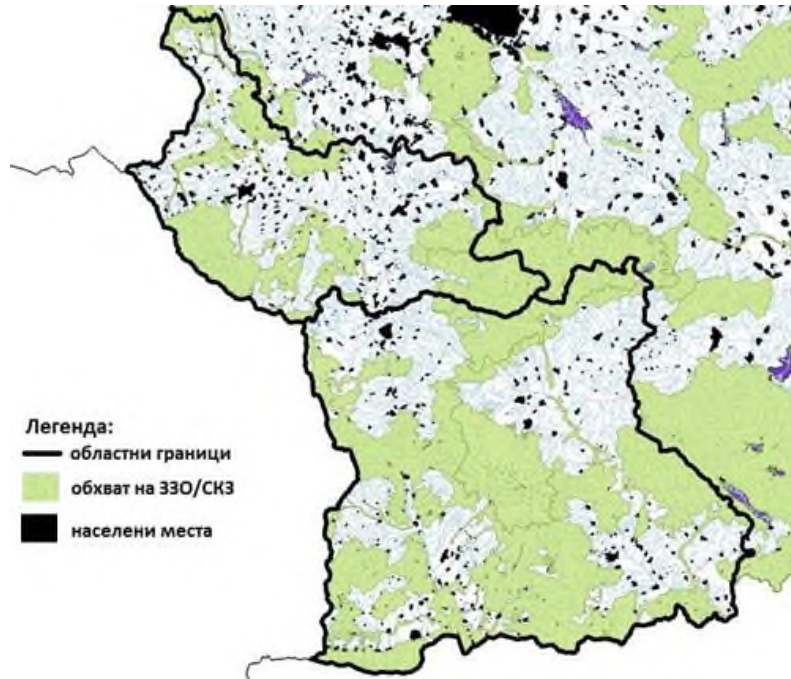 Легенда:
областни граници
обхват на ЗЗО/СКЗ
населени места